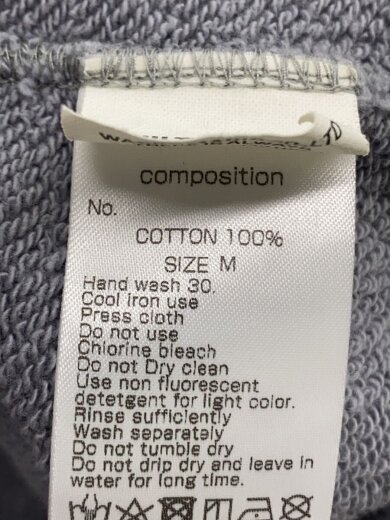 composition
No.
COTTON 100%
SIZE M
Hand wash 30.
Cool iron use
Press cloth
Do not use
Chlorine bleach
Do not Dry clean
Use non fluorescent
detetgent for light color.
Rinse sufficiently
Wash separately
Do not tumble dry
Do not drip dry and leave in
water for long time.